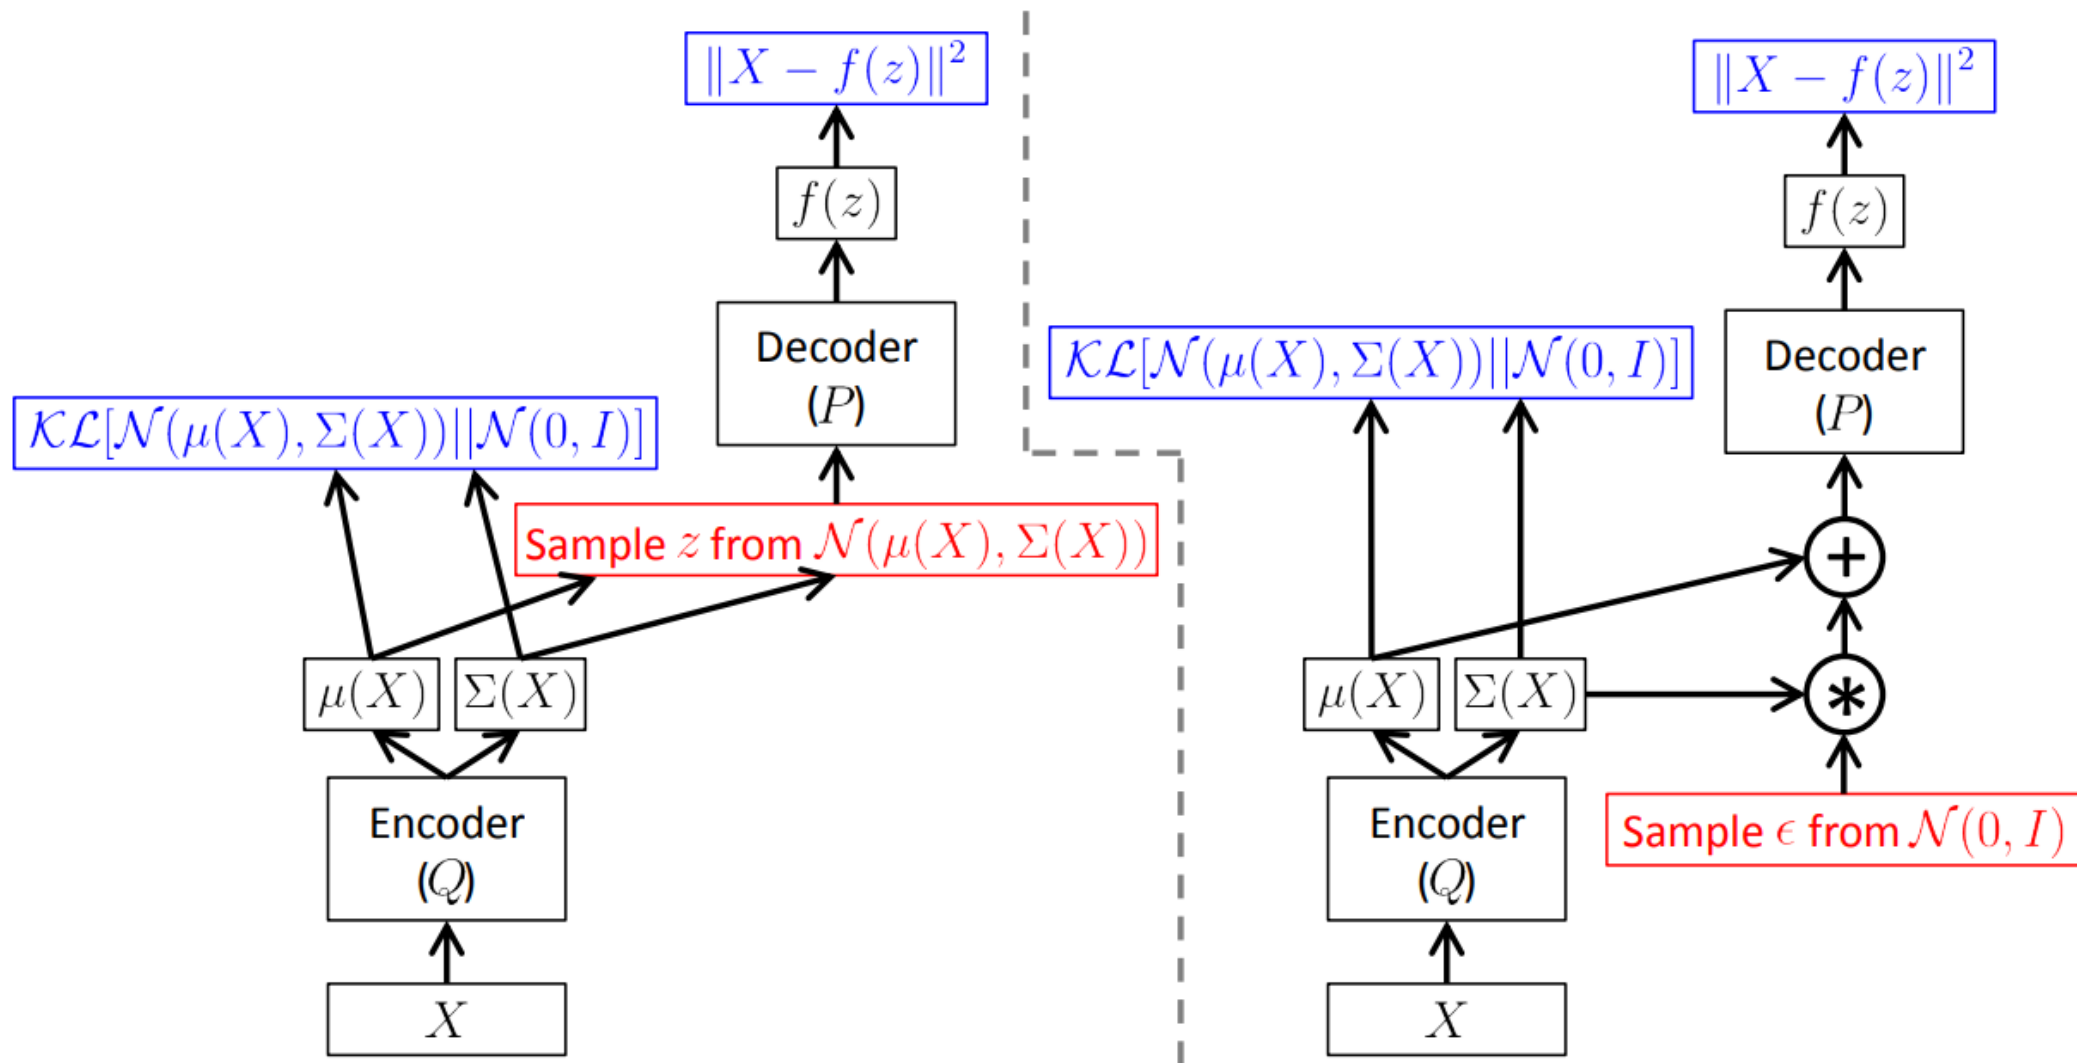 ‖X − f(z)‖²
f(z)
Decoder
(P)
𝒦ℒ[𝒩(μ(X), Σ(X))||𝒩(0, I)]
Sample z from 𝒩(μ(X), Σ(X))
μ(X)
Σ(X)
Encoder
(Q)
X
‖X − f(z)‖²
f(z)
Decoder
(P)
𝒦ℒ[𝒩(μ(X), Σ(X))||𝒩(0, I)]
+
μ(X)
Σ(X)
*
Encoder
(Q)
Sample ϵ from 𝒩(0, I)
X